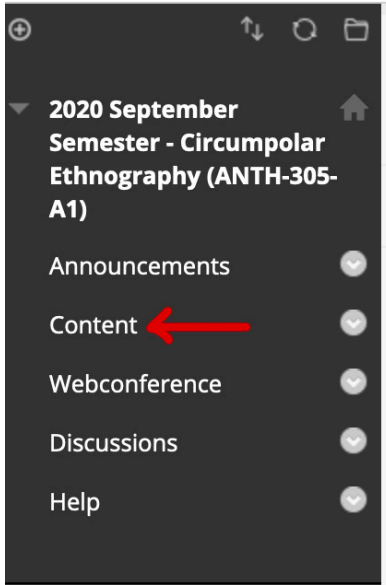 2020 September
Semester - Circumpolar
Ethnography (ANTH-305-
A1)
Announcements
Content
Webconference
Discussions
Help